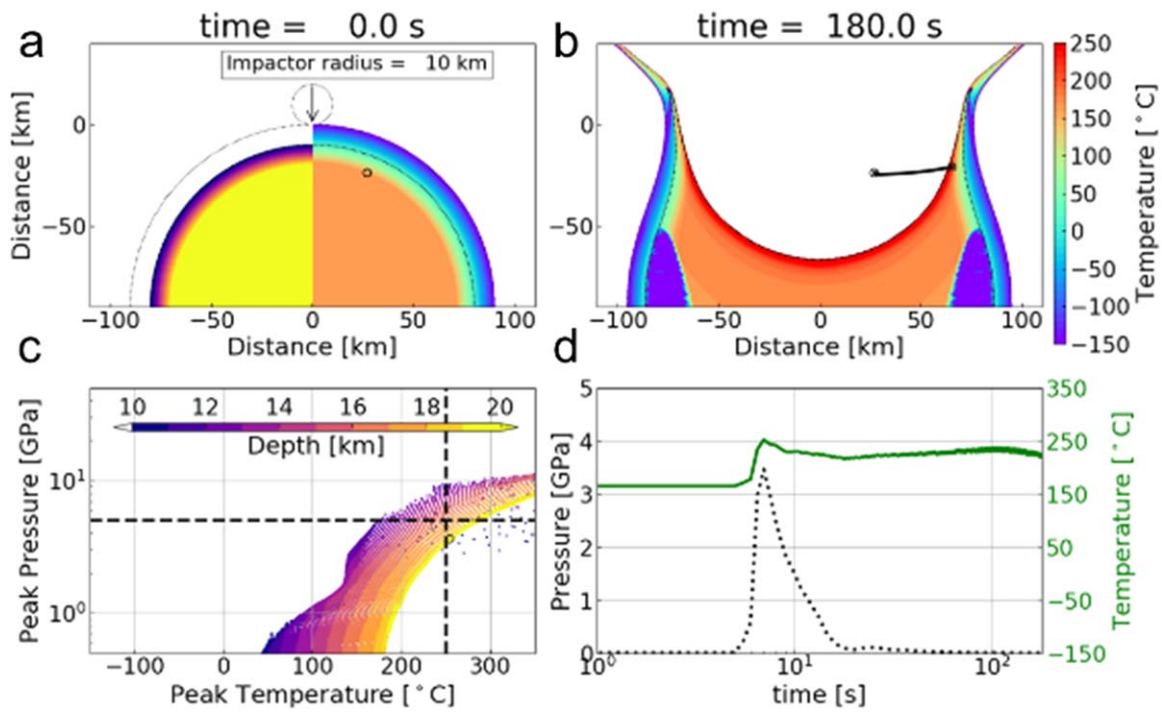 a
time = 0.0 s
Impactor radius = 10 km
Distance [km]
0
−50
−100 −50 0 50 100
Distance [km]
b
time = 180.0 s
0
−50
−100 −50 0 50 100
Distance [km]
250
200
150
100
50
0
−50
−100
−150
Temperature [°C]
c
10 12 14 16 18 20
Depth [km]
Peak Pressure [GPa]
10¹
10⁰
−100 0 100 200 300
Peak Temperature [°C]
d
Pressure [GPa]
5
4
3
2
1
0
10⁰ 10¹ 10²
time [s]
350
250
150
50
−50
−150
Temperature [°C]